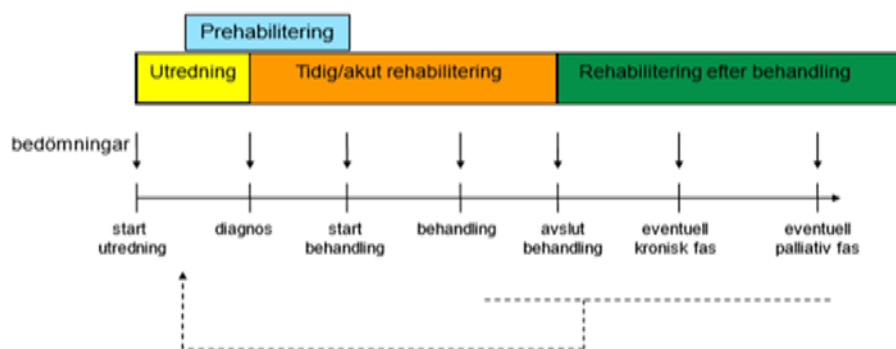 Prehabilitering
Utredning
Tidig/akut rehabilitering
Rehabilitering efter behandling
bedömningar
start
utredning
diagnos
start
behandling
behandling
avslut
behandling
eventuell
kronisk fas
eventuell
palliativ fas